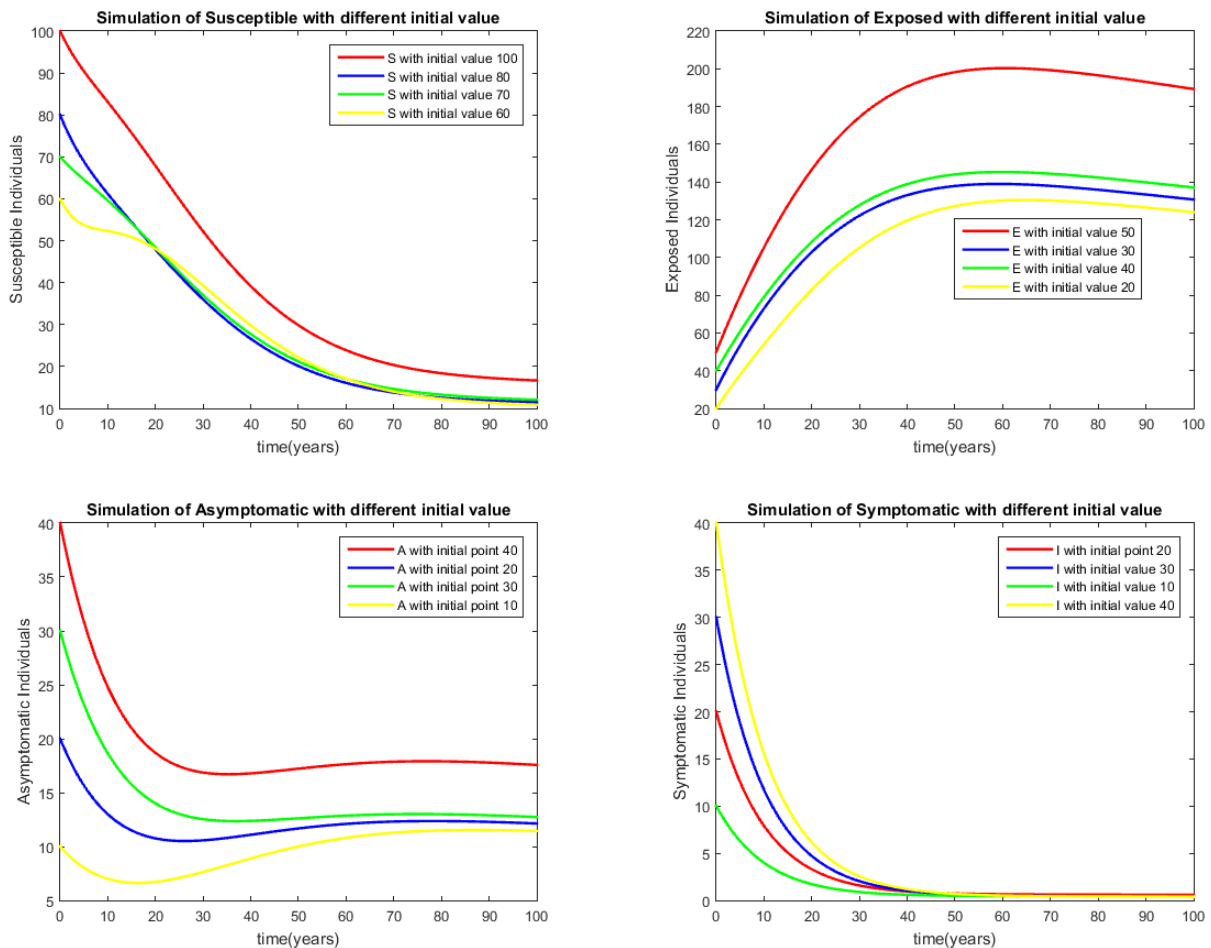 Simulation of Susceptible with different initial value
Susceptible Individuals
100
90
80
70
60
50
40
30
20
10
S with initial value 100
S with initial value 80
S with initial value 70
S with initial value 60
0 10 20 30 40 50 60 70 80 90 100
time(years)
Simulation of Exposed with different initial value
Exposed Individuals
220
200
180
160
140
120
100
80
60
40
20
E with initial value 50
E with initial value 30
E with initial value 40
E with initial value 20
0 10 20 30 40 50 60 70 80 90 100
time(years)
Simulation of Asymptomatic with different initial value
Asymptomatic Individuals
40
35
30
25
20
15
10
5
A with initial point 40
A with initial point 20
A with initial point 30
A with initial point 10
0 10 20 30 40 50 60 70 80 90 100
time(years)
Simulation of Symptomatic with different initial value
Symptomatic Individuals
40
35
30
25
20
15
10
5
0
I with initial point 20
I with initial value 30
I with initial value 10
I with initial value 40
0 10 20 30 40 50 60 70 80 90 100
time(years)